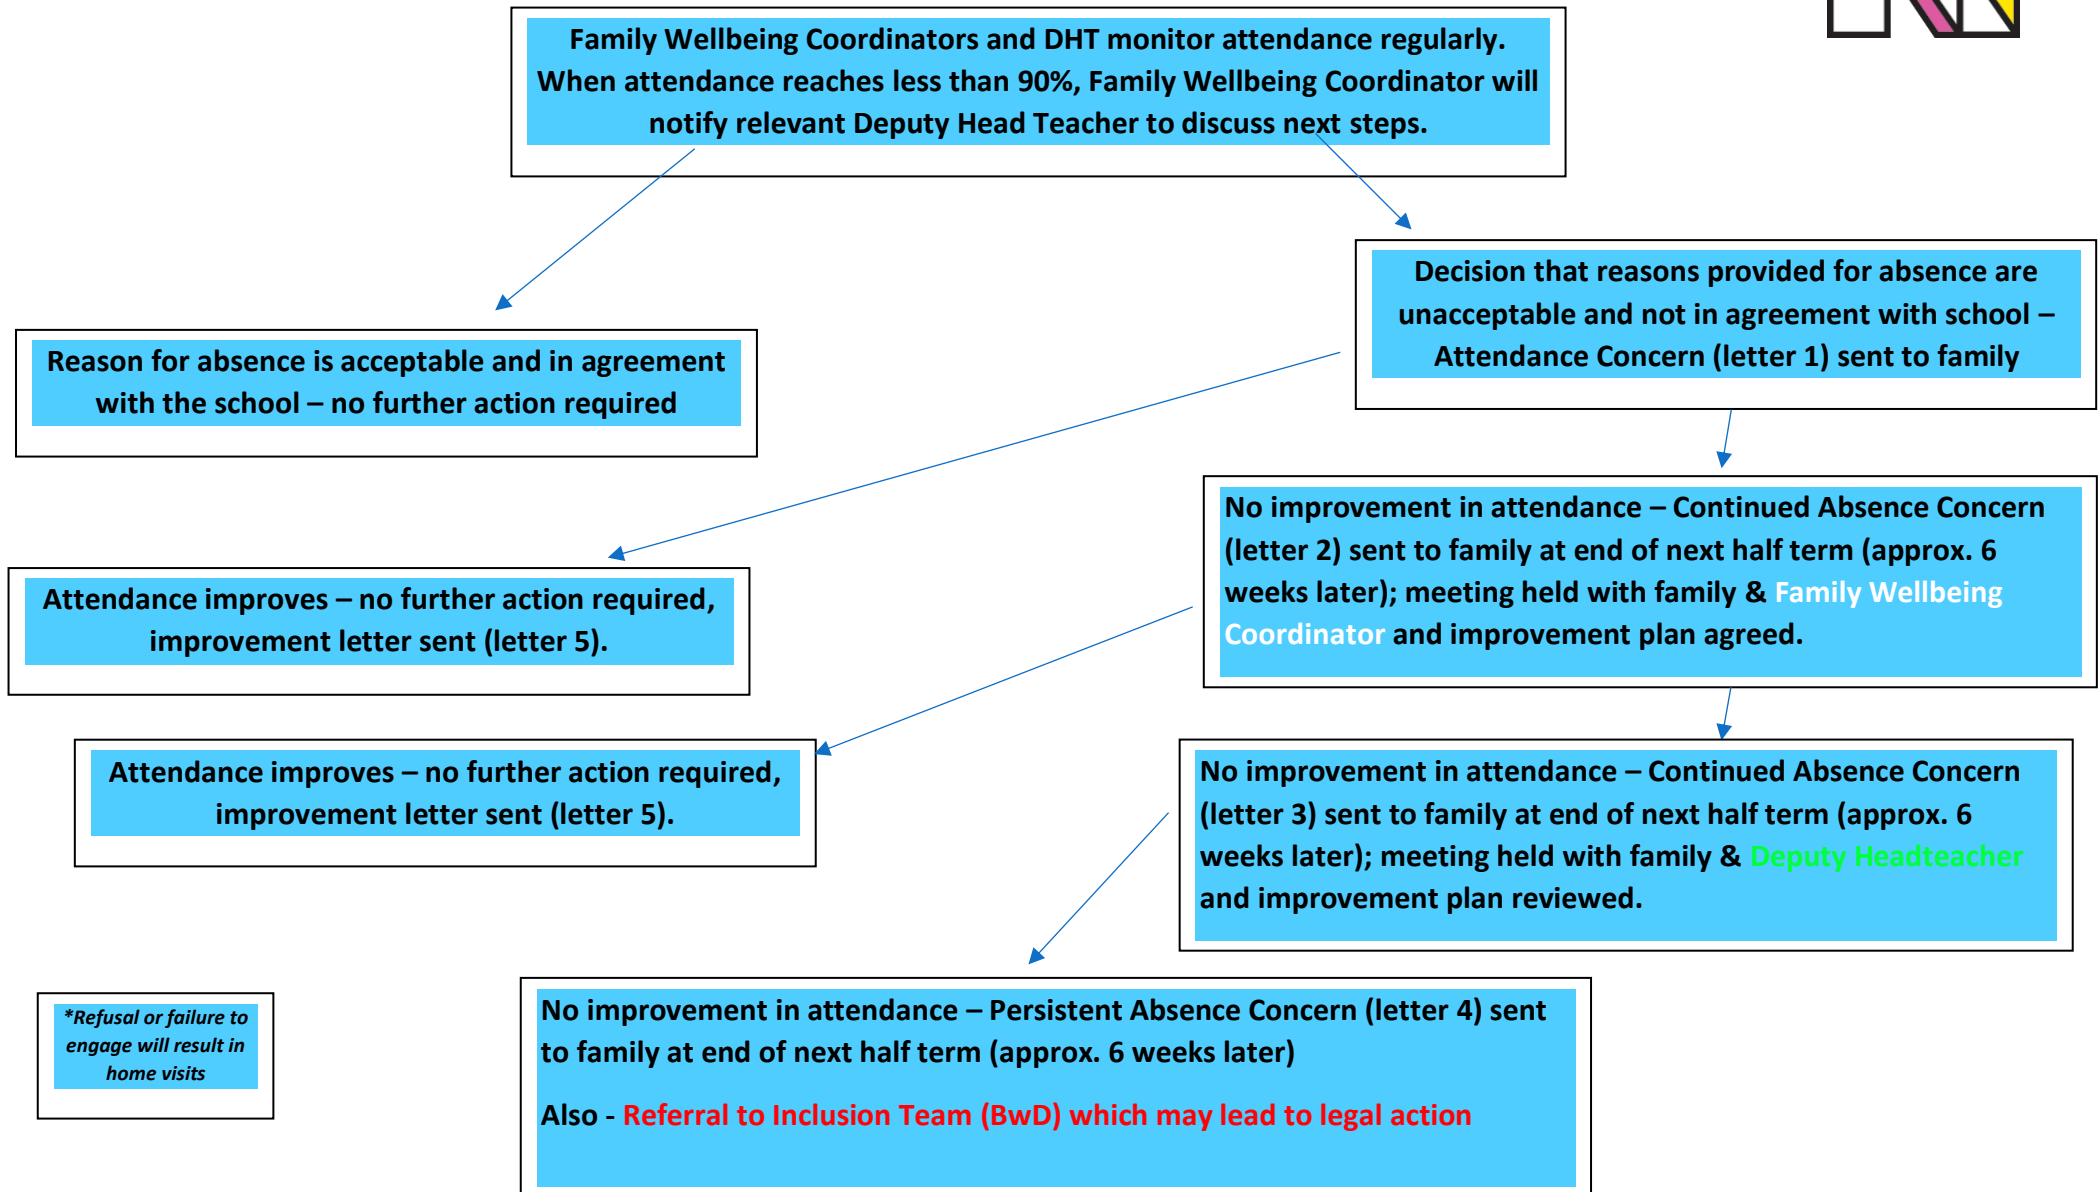 Family Wellbeing Coordinators and DHT monitor attendance regularly.
When attendance reaches less than 90%, Family Wellbeing Coordinator will
notify relevant Deputy Head Teacher to discuss next steps.
Decision that reasons provided for absence are
unacceptable and not in agreement with school –
Attendance Concern (letter 1) sent to family
Reason for absence is acceptable and in agreement
with the school – no further action required
No improvement in attendance – Continued Absence Concern
(letter 2) sent to family at end of next half term (approx. 6
weeks later); meeting held with family & Family Wellbeing
Coordinator and improvement plan agreed.
Attendance improves – no further action required,
improvement letter sent (letter 5).
Attendance improves – no further action required,
improvement letter sent (letter 5).
No improvement in attendance – Continued Absence Concern
(letter 3) sent to family at end of next half term (approx. 6
weeks later); meeting held with family & Deputy Headteacher
and improvement plan reviewed.
*Refusal or failure to
engage will result in
home visits
No improvement in attendance – Persistent Absence Concern (letter 4) sent
to family at end of next half term (approx. 6 weeks later)
Also - Referral to Inclusion Team (BwD) which may lead to legal action